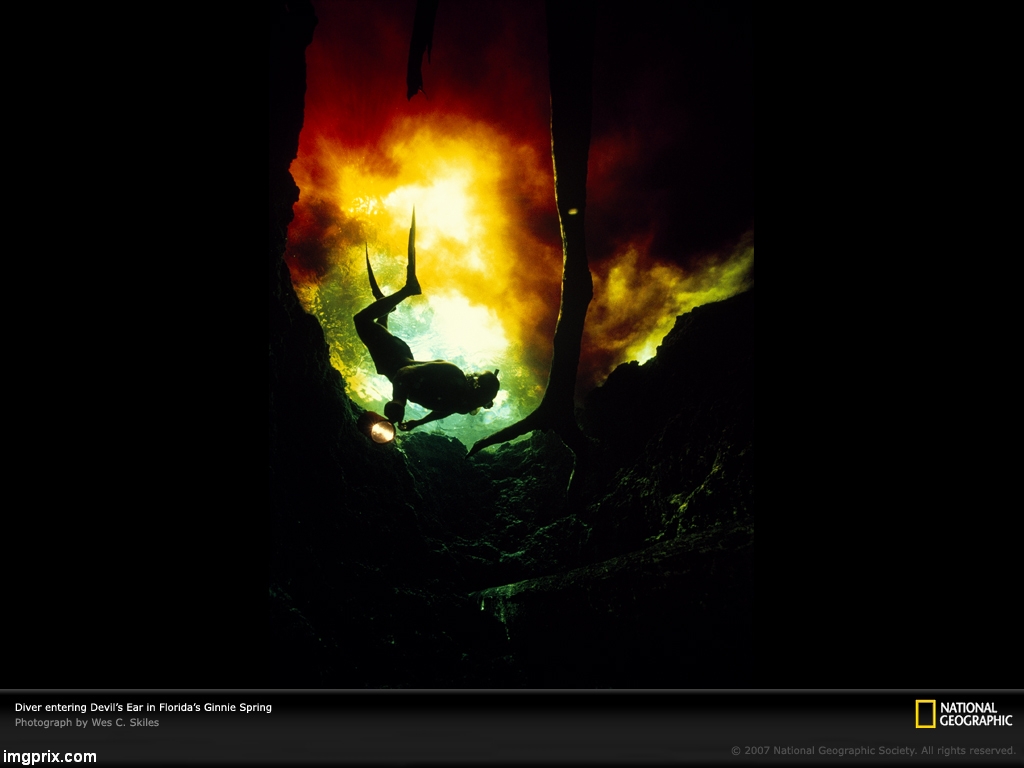 Diver entering Devil's Ear in Florida's Ginnie Spring
Photograph by Wes C. Skiles
NATIONAL
GEOGRAPHIC
© 2007 National Geographic Society. All rights reserved.
imgprix.com